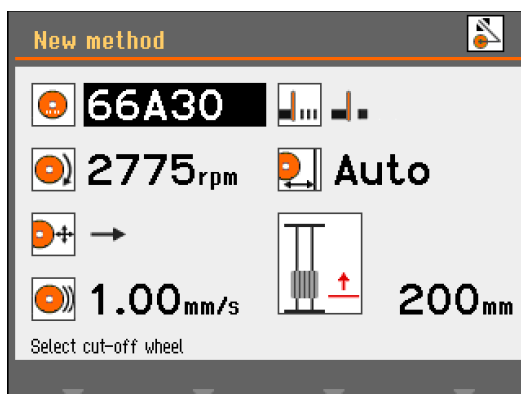 New method
66A30
2775rpm
Auto
1.00mm/s
200mm
Select cut-off wheel